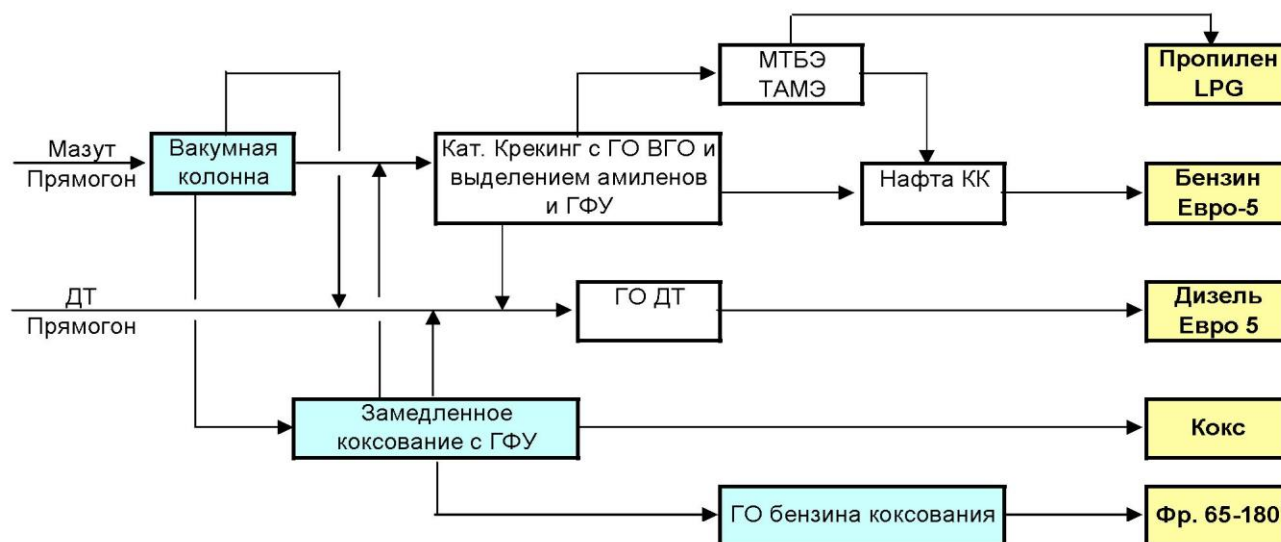 МТБЭ
ТАМЭ
Пропилен
LPG
Мазут
Прямогон
Вакумная
колонна
Кат. Крекинг с ГО ВГО и
выделением амиленов
и ГФУ
Нафта КК
Бензин
Евро-5
ДТ
Прямогон
ГО ДТ
Дизель
Евро 5
Замедленное
коксование с ГФУ
Кокс
ГО бензина коксования
Фр. 65-180